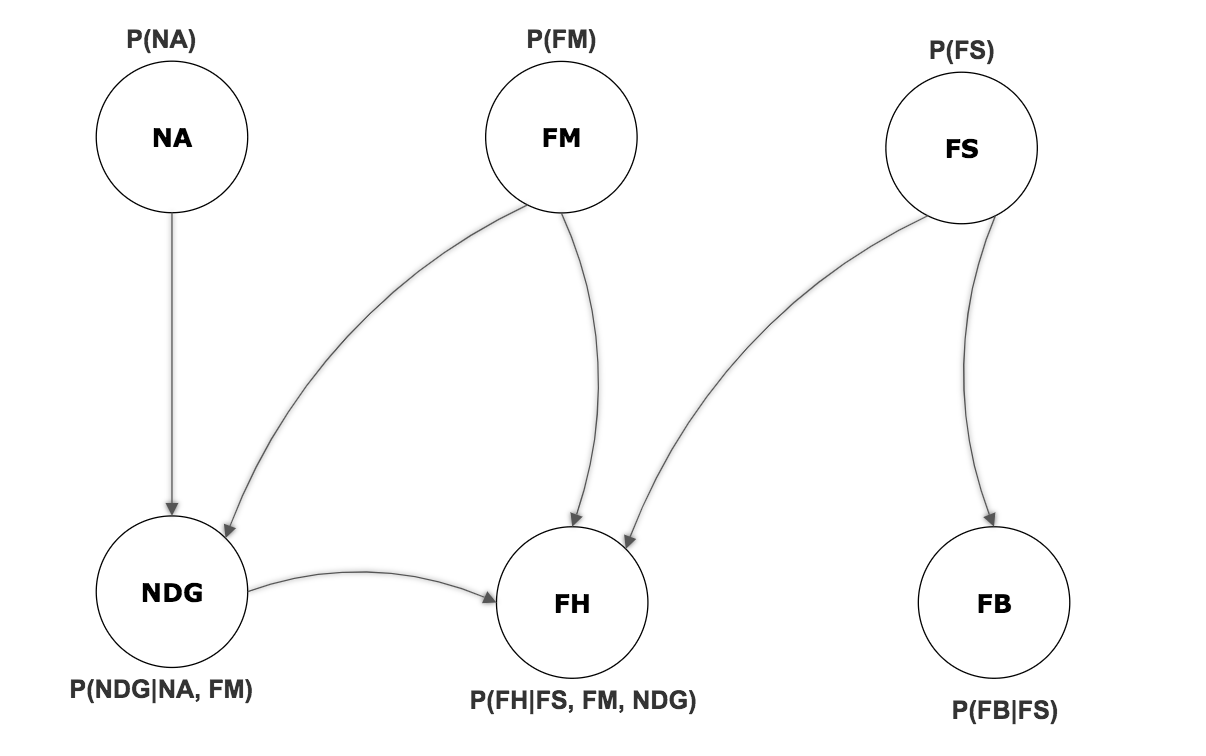 P(NA)
P(FM)
P(FS)
NA
FM
FS
NDG
FH
FB
P(NDG|NA, FM)
P(FH|FS, FM, NDG)
P(FB|FS)